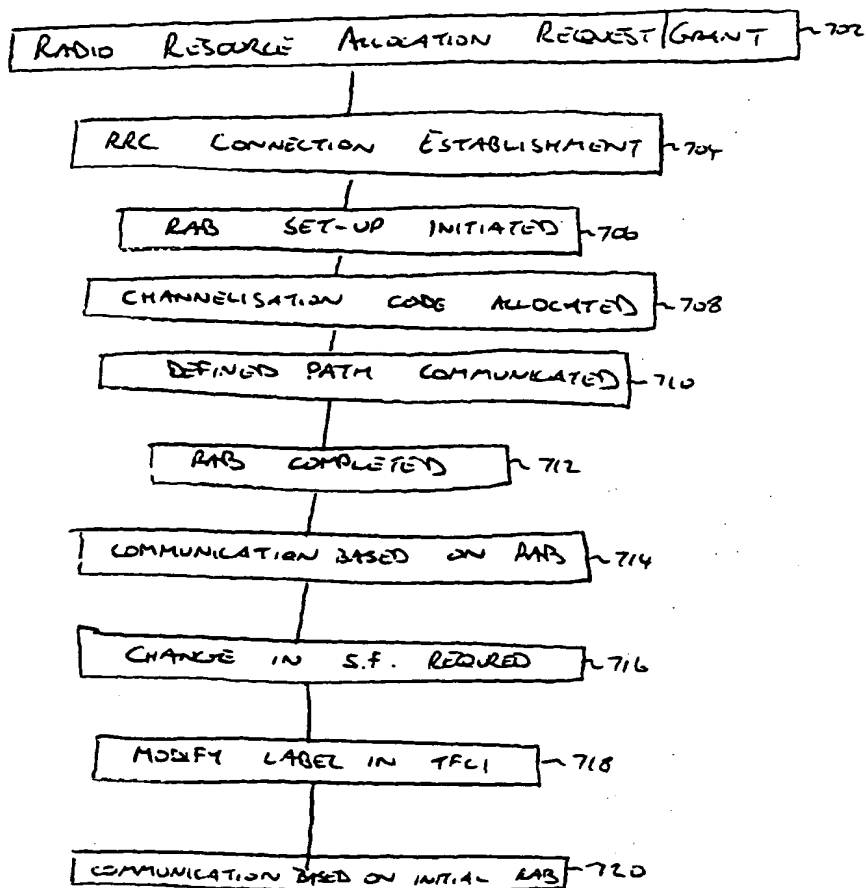 RADIO RESOURCE ALLOCATION REQUEST/GRANT 702
RRC CONNECTION ESTABLISHMENT 704
RAB SET-UP INITIATED 706
CHANNELISATION CODE ALLOCATED 708
DEFINED PATH COMMUNICATED 710
RAB COMPLETED 712
COMMUNICATION BASED ON RAB 714
CHANGE IN S.F. REQUIRED 716
MODIFY LABEL IN TFCI 718
COMMUNICATION BASED ON INITIAL RAB 720